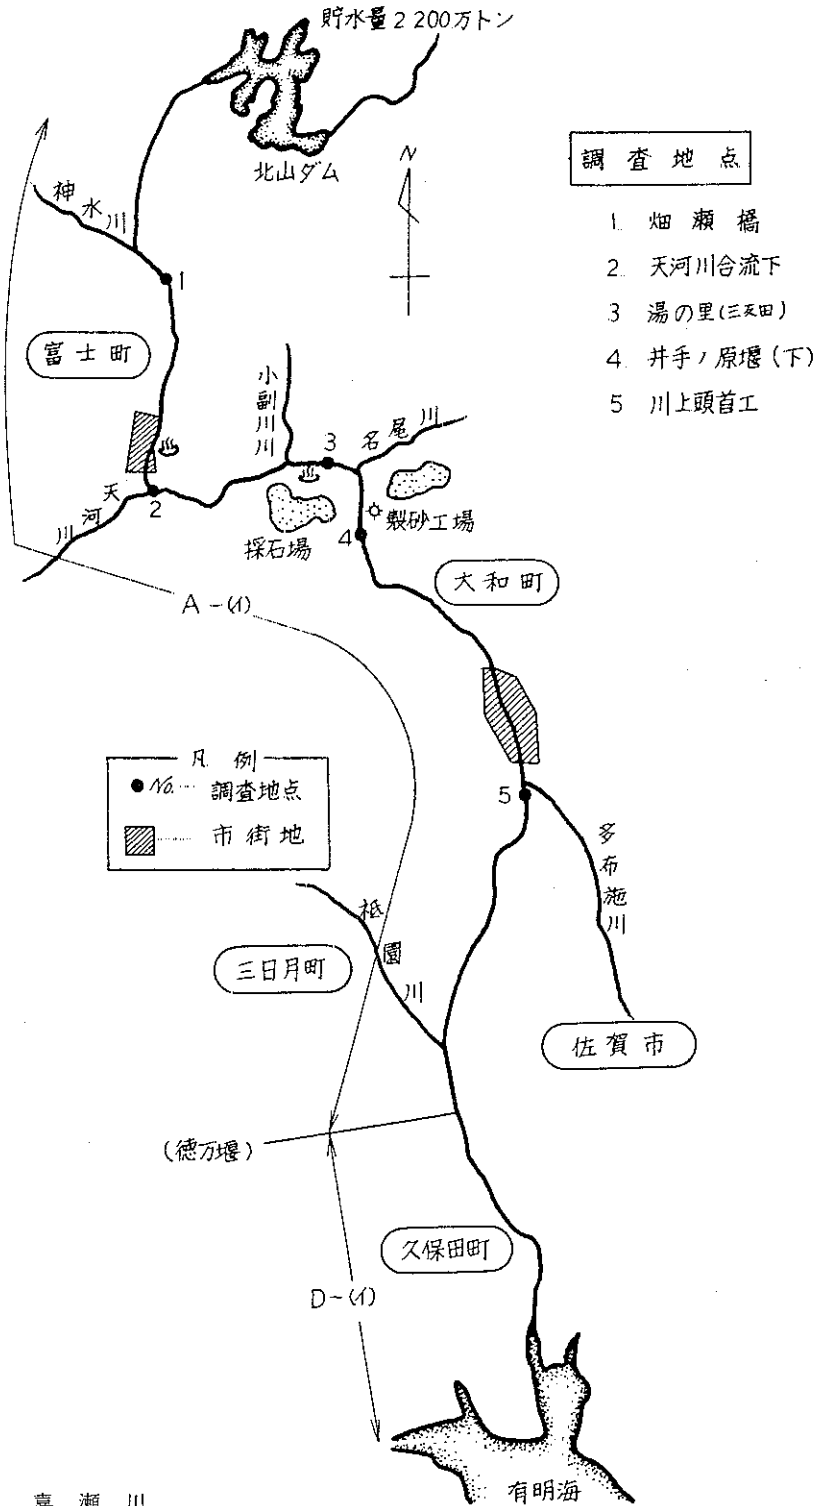 貯水量2200万トン
北山ダム
N
神水川
1
富士町
調査地点
1 畑瀬橋
2 天河川合流下
3 湯の里(三反田)
4 井手ノ原堰(下)
5 川上頭首工
小副川川
3
名尾川
天河川
2
採石場
製砂工場
4
大和町
A-(イ)
凡例
No. 調査地点
市街地
5
多布施川
祗園川
三日月町
佐賀市
(徳万堰)
久保田町
D-(イ)
有明海
嘉瀬川